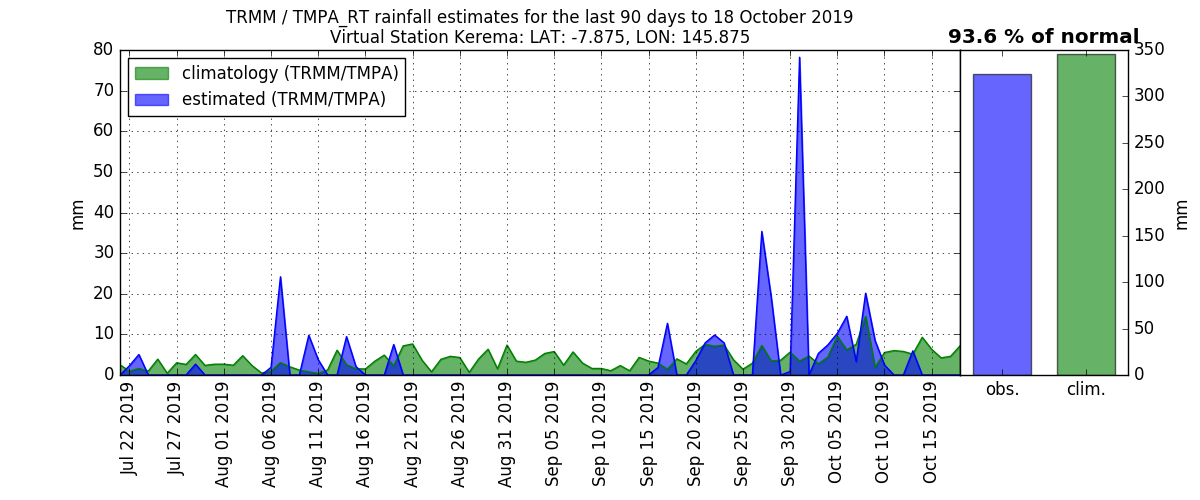 TRMM / TMPA_RT rainfall estimates for the last 90 days to 18 October 2019
Virtual Station Kerema: LAT: -7.875, LON: 145.875
93.6 % of normal
climatology (TRMM/TMPA)
estimated (TRMM/TMPA)
mm
80
70
60
50
40
30
20
10
0
Jul 22 2019
Jul 27 2019
Aug 01 2019
Aug 06 2019
Aug 11 2019
Aug 16 2019
Aug 21 2019
Aug 26 2019
Aug 31 2019
Sep 05 2019
Sep 10 2019
Sep 15 2019
Sep 20 2019
Sep 25 2019
Sep 30 2019
Oct 05 2019
Oct 10 2019
Oct 15 2019
obs.
clim.
350
300
250
200
150
100
50
0
mm